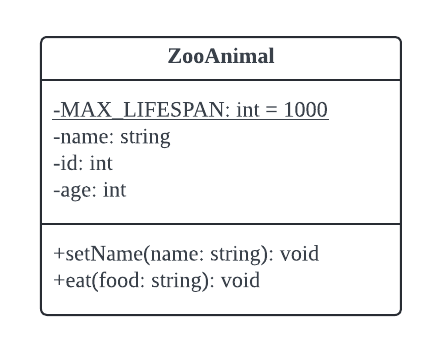 ZooAnimal
-MAX_LIFESPAN: int = 1000
-name: string
-id: int
-age: int
+setName(name: string): void
+eat(food: string): void